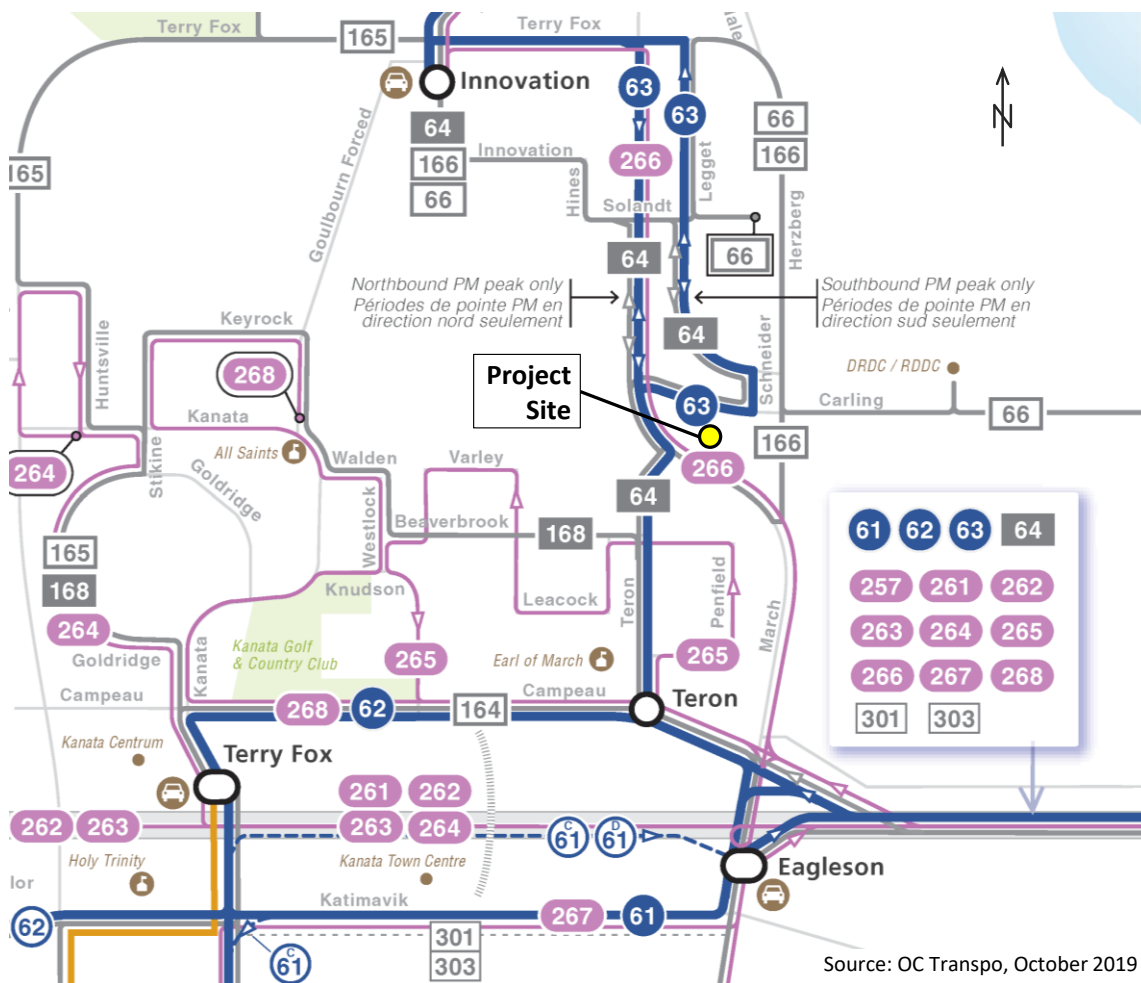 Terry Fox
Terry Fox
165
Innovation
63
63
64
166
66
Innovation
Hines
266
Legget
Solandt
66
166
Herzberg
66
165
Goulbourn Forced
64
Northbound PM peak only
Périodes de pointe PM en
direction nord seulement
Southbound PM peak only
Périodes de pointe PM en
direction sud seulement
64
Keyrock
Huntsville
268
Kanata
All Saints
264
Stikine
Goldridge
Walden
Westlock
Project
Site
63
Schneider
DRDC / RDDC
Carling
66
166
266
Varley
64
Beaverbrook
168
165
168
264
Knudson
Leacock
Teron
Penfield
March
Goldridge
Kanata
Kanata Golf
& Country Club
265
Earl of March
265
Campeau
268
62
164
Campeau
Teron
61
62
63
64
257
261
262
263
264
265
266
267
268
301
303
Kanata Centrum
Terry Fox
261
262
263
264
262
263
C
61
D
61
Holy Trinity
Kanata Town Centre
Eagleson
lor
62
Katimavik
267
61
C
61
301
303
N
Source: OC Transpo, October 2019